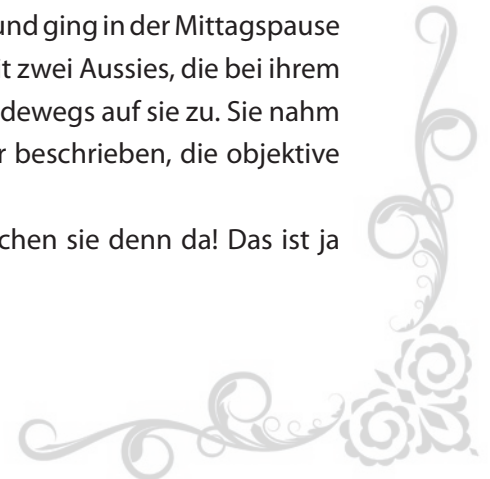 und ging in der Mittagspause
t zwei Aussies, die bei ihrem
dewegs auf sie zu. Sie nahm
r beschrieben, die objektive
chen sie denn da! Das ist ja